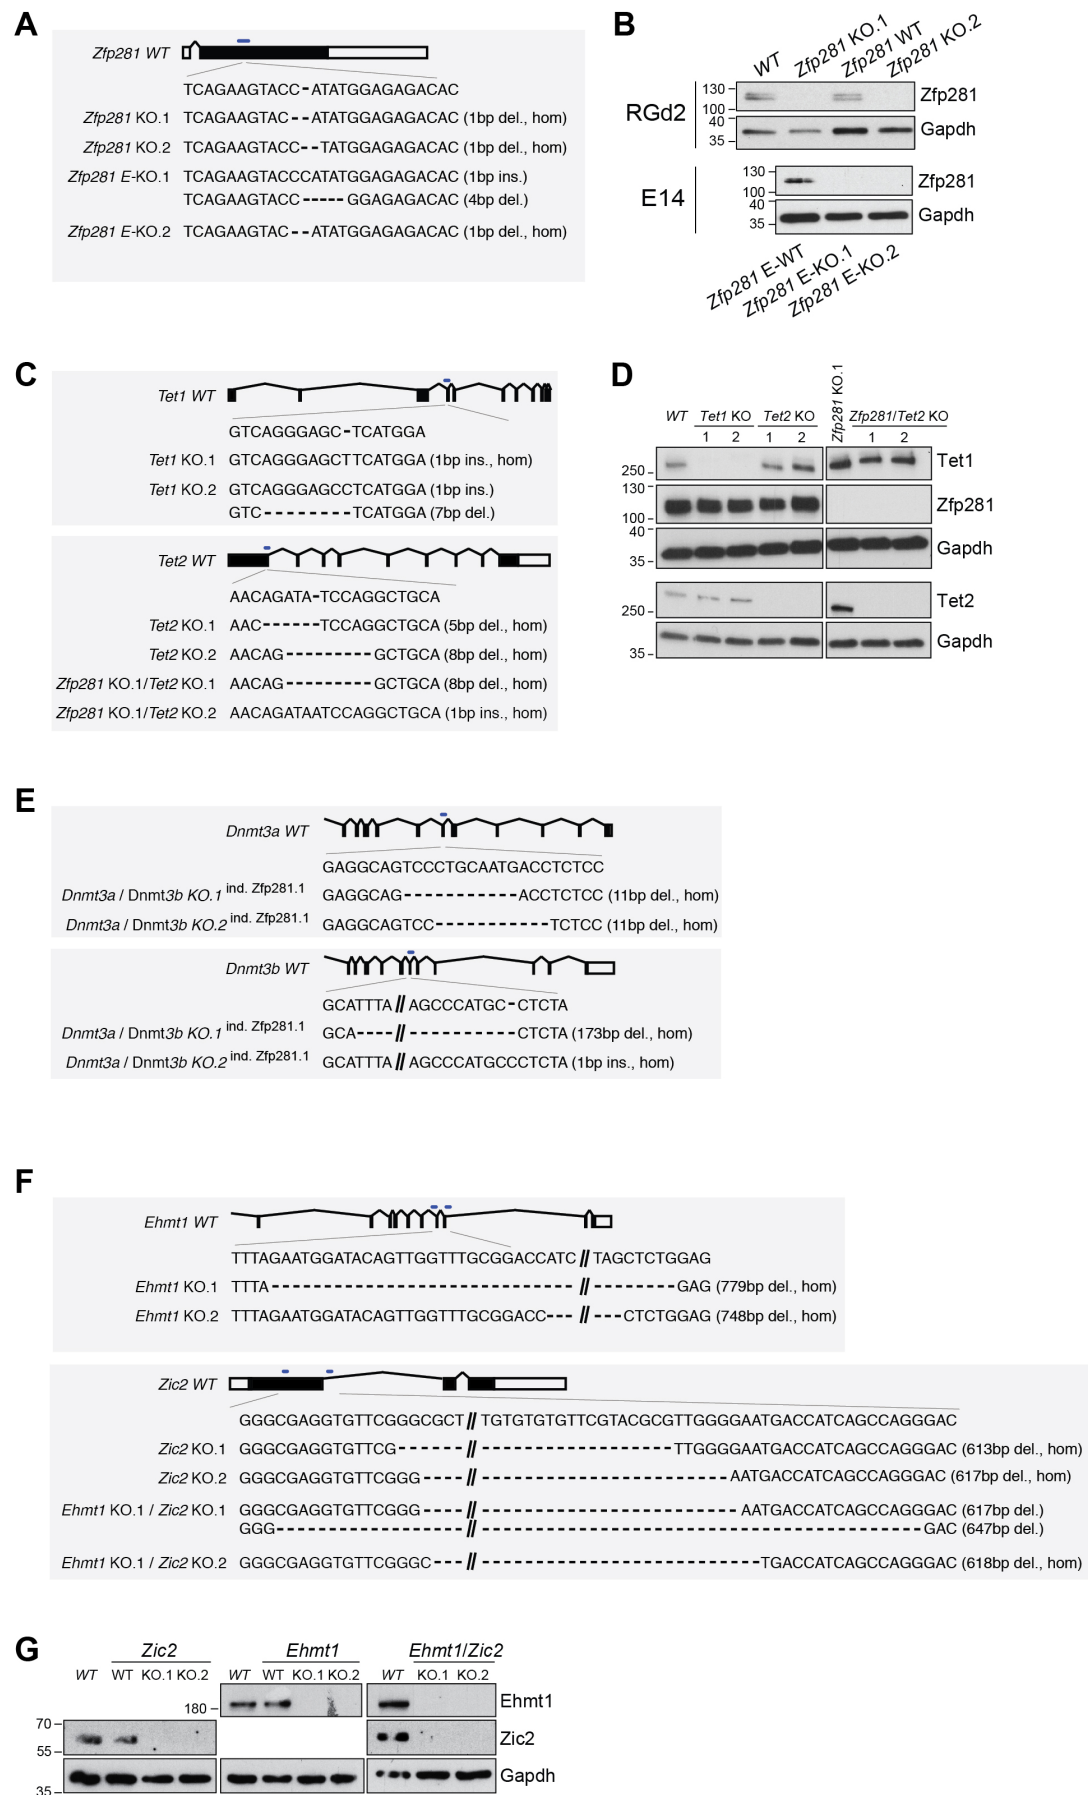 A
Zfp281 WT
TCAGAAGTACC-ATATGGAGAGACAC
Zfp281 KO.1 TCAGAAGTAC--ATATGGAGAGACAC (1bp del., hom)
Zfp281 KO.2 TCAGAAGTACC--TATGGAGAGACAC (1bp del., hom)
Zfp281 E-KO.1 TCAGAAGTACCCATATGGAGAGACAC (1bp ins.)
TCAGAAGTACC-----GGAGAGACAC (4bp del.)
Zfp281 E-KO.2 TCAGAAGTAC--ATATGGAGAGACAC (1bp del., hom)
B
WT Zfp281 KO.1 Zfp281 WT Zfp281 KO.2
RGd2
130
100
Zfp281
40
35
Gapdh
E14
130
100
Zfp281
40
35
Gapdh
Zfp281 E-WT
Zfp281 E-KO.1
Zfp281 E-KO.2
C
Tet1 WT
GTCAGGGAGC-TCATGGA
Tet1 KO.1 GTCAGGGAGCTTCATGGA (1bp ins., hom)
Tet1 KO.2 GTCAGGGAGCCTCATGGA (1bp ins.)
GTC---------TCATGGA (7bp del.)
Tet2 WT
AACAGATA-TCCAGGCTGCA
Tet2 KO.1 AAC------TCCAGGCTGCA (5bp del., hom)
Tet2 KO.2 AACAG---------GCTGCA (8bp del., hom)
Zfp281 KO.1/Tet2 KO.1 AACAG---------GCTGCA (8bp del., hom)
Zfp281 KO.1/Tet2 KO.2 AACAGATAATCCAGGCTGCA (1bp ins., hom)
D
WT Tet1 KO Tet2 KO Zfp281 KO.1 Zfp281/Tet2 KO
1 2 1 2 1 2
250
Tet1
130
100
Zfp281
40
35
Gapdh
250
Tet2
35
Gapdh
E
Dnmt3a WT
GAGGCAGTCCCTGCAATGACCTCTCC
Dnmt3a / Dnmt3b KO.1 ind. Zfp281.1 GAGGCAG------------ACCTCTCC (11bp del., hom)
Dnmt3a / Dnmt3b KO.2 ind. Zfp281.1 GAGGCAGTCC------------TCTCC (11bp del., hom)
Dnmt3b WT
GCATTTA // AGCCCATGC-CTCTA
Dnmt3a / Dnmt3b KO.1 ind. Zfp281.1 GCA---- // -----------CTCTA (173bp del., hom)
Dnmt3a / Dnmt3b KO.2 ind. Zfp281.1 GCATTTA // AGCCCATGCCCTCTA (1bp ins., hom)
F
Ehmt1 WT
TTTAGAATGGATACAGTTGGTTTGCGGACCATC // TAGCTCTGGAG
Ehmt1 KO.1 TTTA----------------------------- // ---------GAG (779bp del., hom)
Ehmt1 KO.2 TTTAGAATGGATACAGTTGGTTTGCGGACC--- // ---CTCTGGAG (748bp del., hom)
Zic2 WT
GGGCGAGGTGTTCGGGCGCT // TGTGTGTGTTCGTACGCGTTGGGGAATGACCATCAGCCAGGGAC
Zic2 KO.1 GGGCGAGGTGTTCG------ // --------------------TTGGGGAATGACCATCAGCCAGGGAC (613bp del., hom)
Zic2 KO.2 GGGCGAGGTGTTCGGG---- // --------------------------AATGACCATCAGCCAGGGAC (617bp del., hom)
Ehmt1 KO.1 / Zic2 KO.1 GGGCGAGGTGTTCGGG---- // --------------------------AATGACCATCAGCCAGGGAC (617bp del.)
GGG-------------------- // ----------------------------------------------GAC (647bp del.)
Ehmt1 KO.1 / Zic2 KO.2 GGGCGAGGTGTTCGGGC--- // -----------------------------TGACCATCAGCCAGGGAC (618bp del., hom)
G
Zic2 Ehmt1 Ehmt1/Zic2
WT WT KO.1 KO.2 WT WT KO.1 KO.2 WT KO.1 KO.2
180
Ehmt1
70
55
Zic2
35
Gapdh